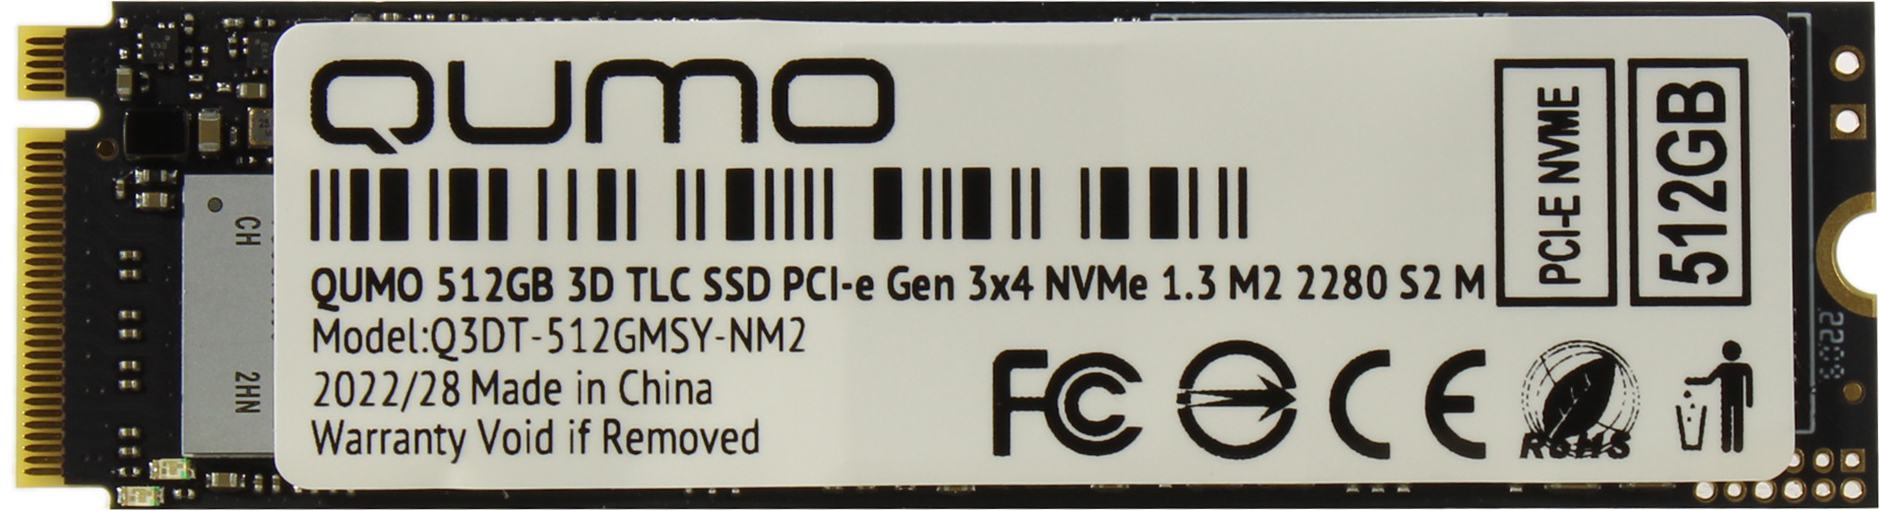 QUMO
PCI-E NVME
512GB
QUMO 512GB 3D TLC SSD PCI-e Gen 3x4 NVMe 1.3 M2 2280 S2 M
Model:Q3DT-512GMSY-NM2
2022/28 Made in China
Warranty Void if Removed
FC CE RoHS
CH
2HN